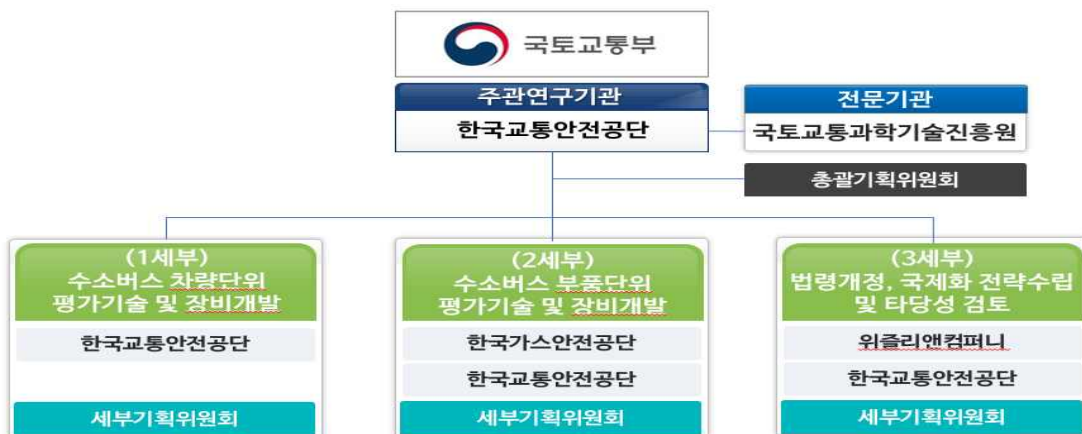 국토교통부
주관연구기관
한국교통안전공단
전문기관
국토교통과학기술진흥원
총괄기획위원회
(1세부)
수소버스 차량단위
평가기술 및 장비개발
한국교통안전공단
세부기획위원회
(2세부)
수소버스 부품단위
평가기술 및 장비개발
한국가스안전공단
한국교통안전공단
세부기획위원회
(3세부)
법령개정, 국제화 전략수립
및 타당성 검토
위즐리앤컴퍼니
한국교통안전공단
세부기획위원회